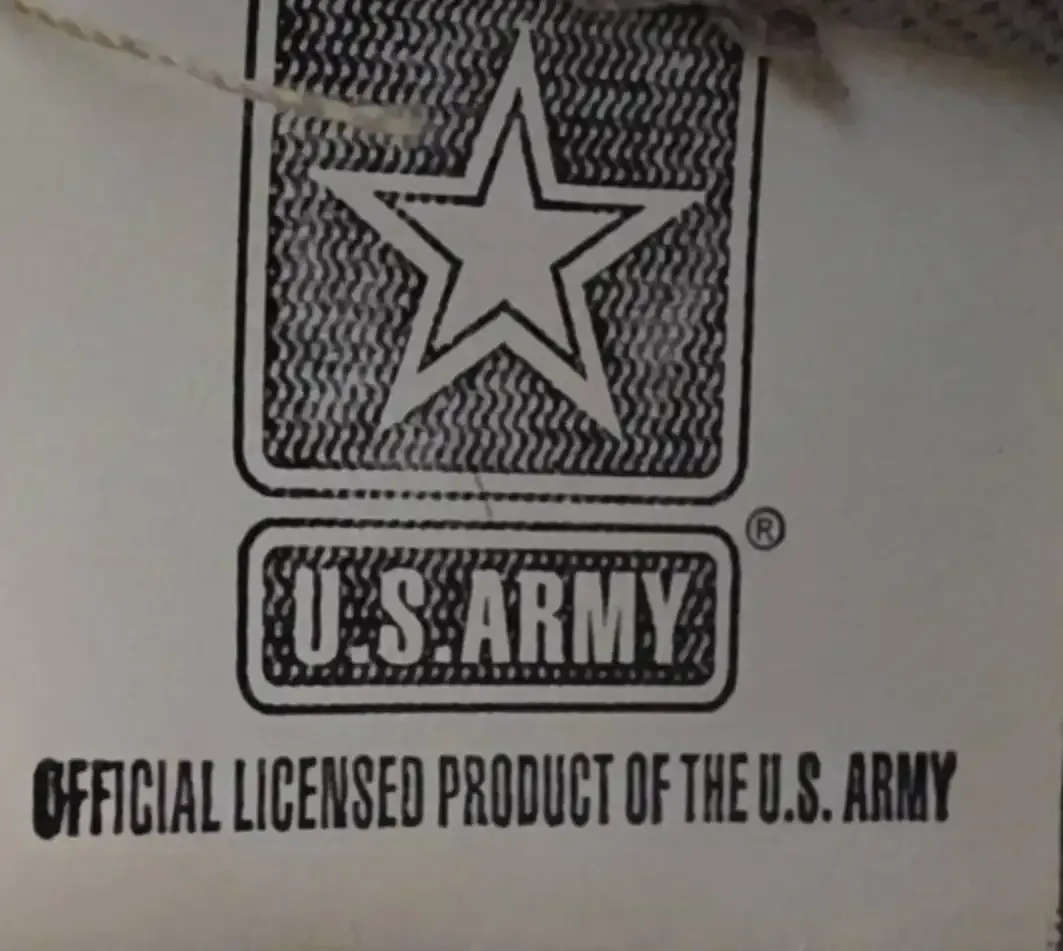 ®
U.S.ARMY
OFFICIAL LICENSED PRODUCT OF THE U.S. ARMY